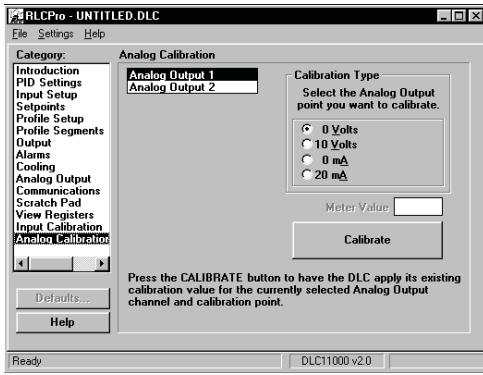 RLCPro - UNTITLED.DLC
File Settings Help
Category:
Introduction
PID Settings
Input Setup
Setpoints
Profile Setup
Profile Segments
Output
Alarms
Cooling
Analog Output
Communications
Scratch Pad
View Registers
Input Calibration
Analog Calibration
Defaults...
Help
Analog Calibration
Analog Output 1
Analog Output 2
Calibration Type
Select the Analog Output
point you want to calibrate.
0 Volts
10 Volts
0 mA
20 mA
Meter Value
Calibrate
Press the CALIBRATE button to have the DLC apply its existing
calibration value for the currently selected Analog Output
channel and calibration point.
Ready
DLC11000 v2.0